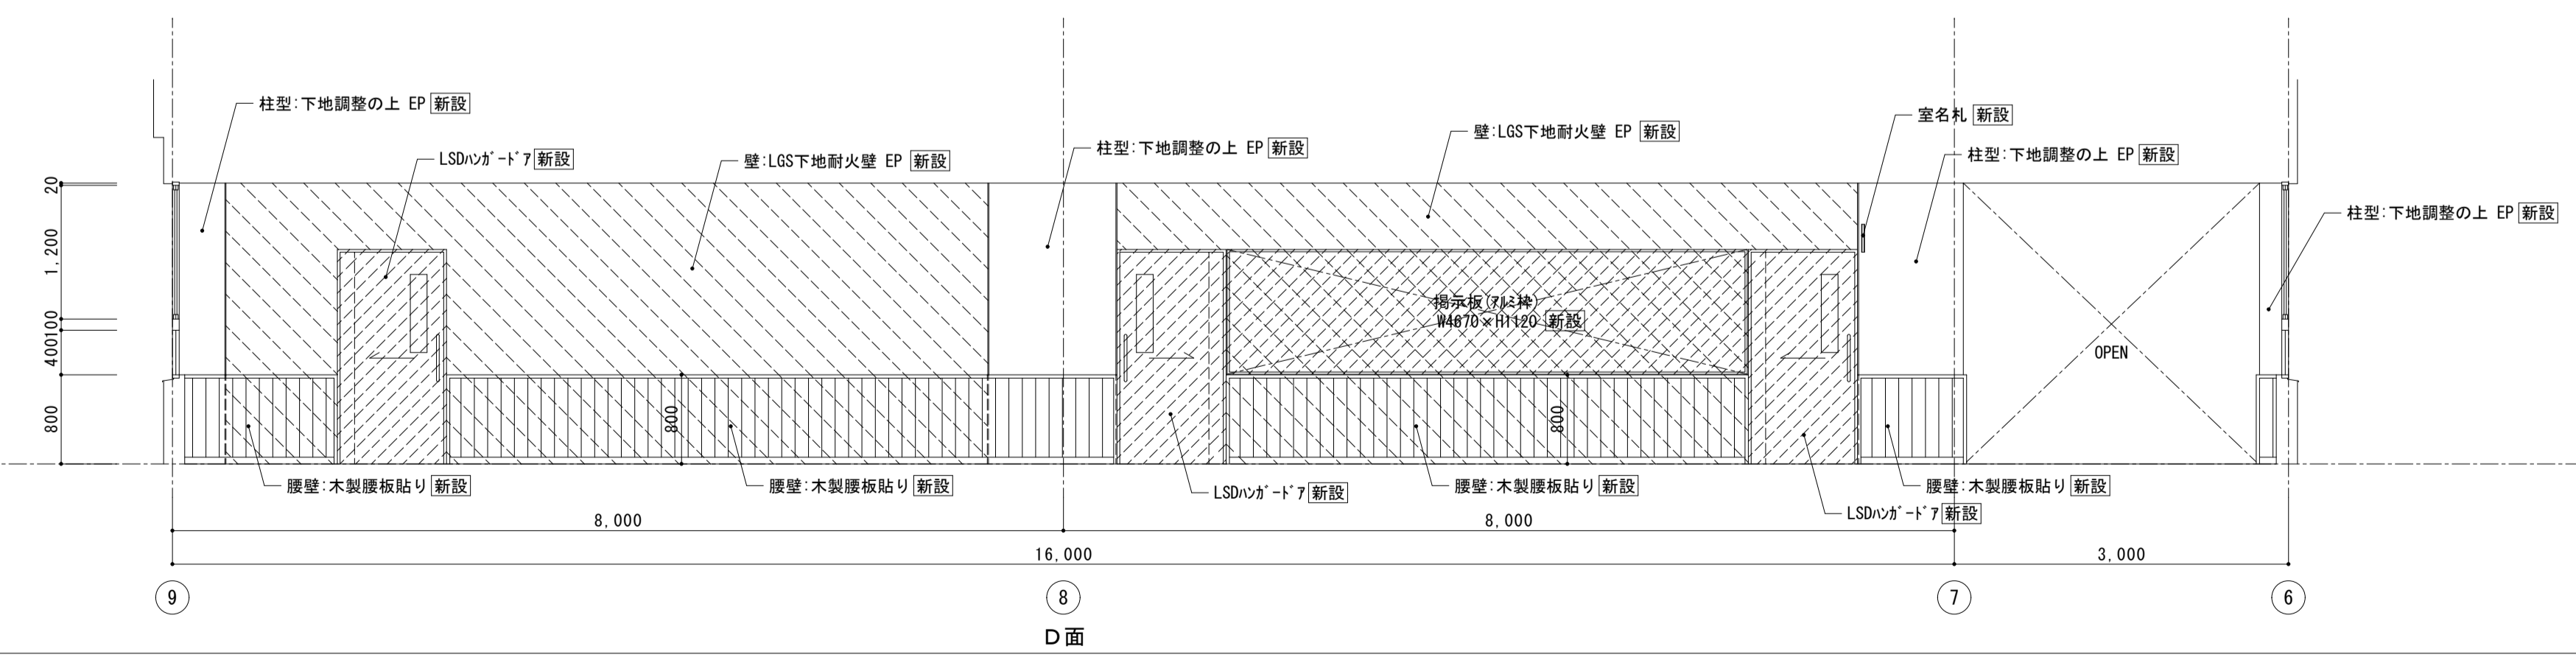 柱型:下地調整の上 EP 新設
LSDﾊﾝｶﾞｰﾄﾞｱ 新設
壁:LGS下地耐火壁 EP 新設
柱型:下地調整の上 EP 新設
壁:LGS下地耐火壁 EP 新設
室名札 新設
柱型:下地調整の上 EP 新設
柱型:下地調整の上 EP 新設
20
1,200
100
400
800
掲示板(ｱﾙﾐ枠)
W4670×H1120 新設
OPEN
800
800
腰壁:木製腰板貼り 新設
腰壁:木製腰板貼り 新設
LSDﾊﾝｶﾞｰﾄﾞｱ 新設
腰壁:木製腰板貼り 新設
腰壁:木製腰板貼り 新設
LSDﾊﾝｶﾞｰﾄﾞｱ 新設
8,000
8,000
16,000
3,000
9
8
7
6
D面